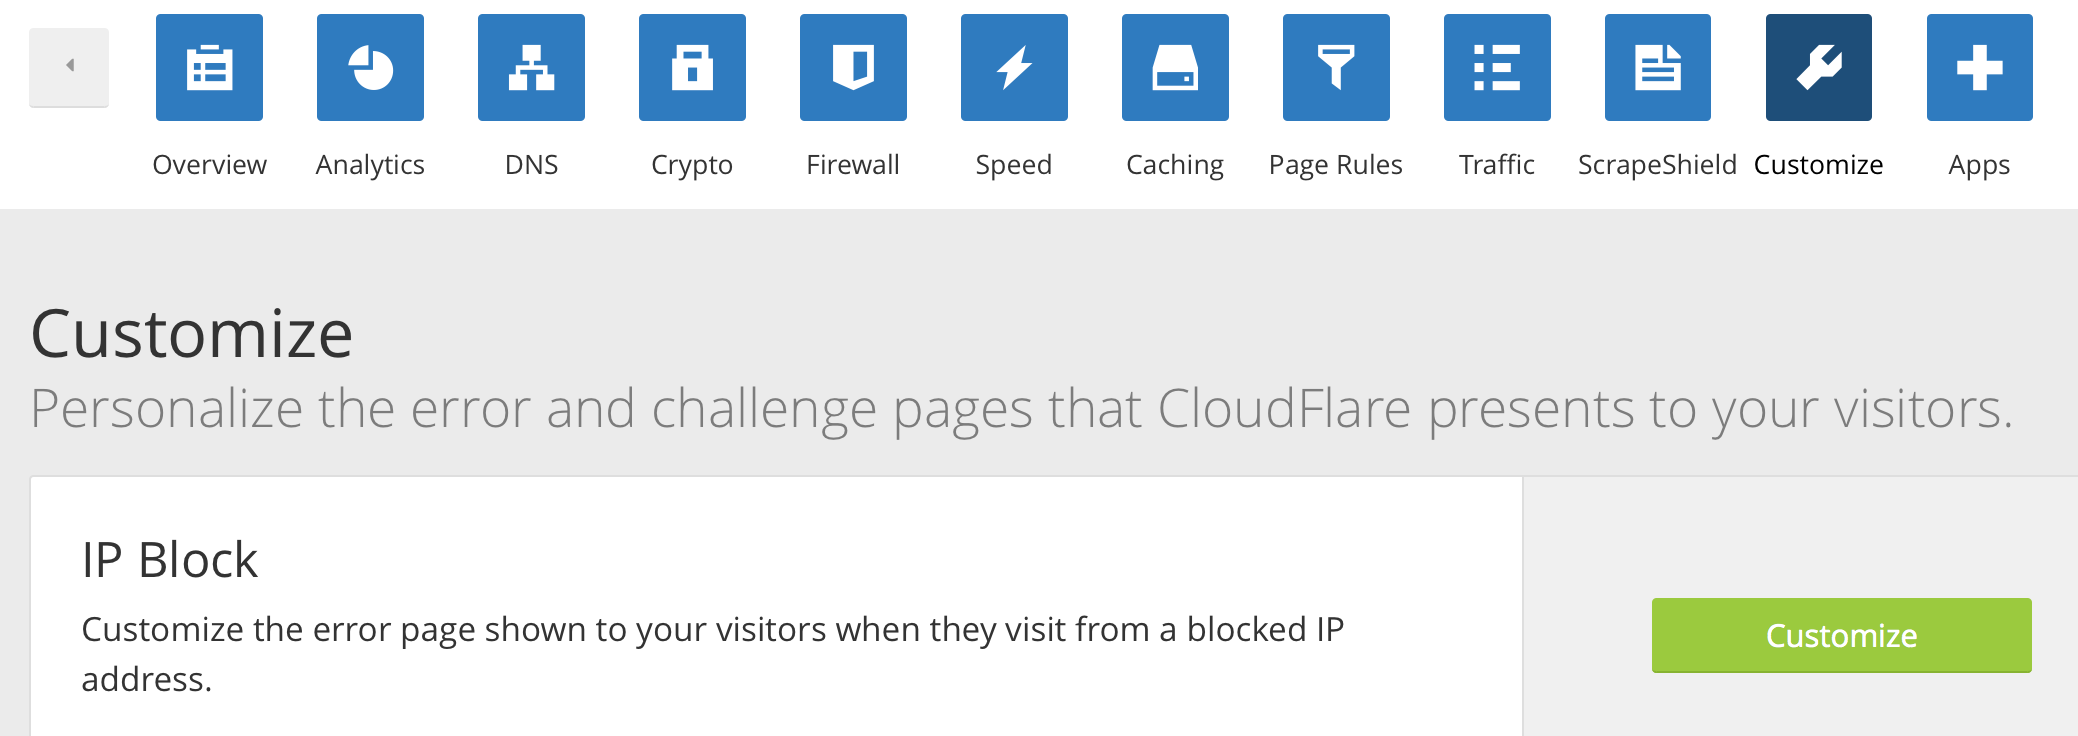 Overview Analytics DNS Crypto Firewall Speed Caching Page Rules Traffic ScrapeShield Customize Apps
Customize
Personalize the error and challenge pages that CloudFlare presents to your visitors.
IP Block
Customize the error page shown to your visitors when they visit from a blocked IP
address.
Customize